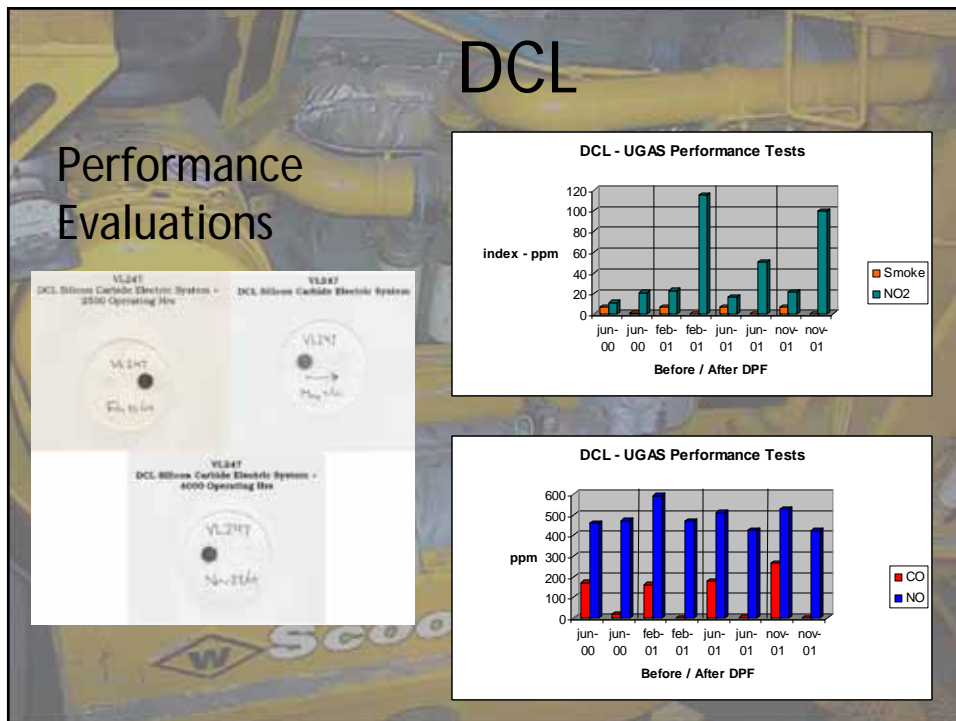 DCL
Performance
Evaluations
VL247
DCL Silicon Carbide Electric System -
2500 Operating Hrs
VL247
VL247
DCL Silicon Carbide Electric System
VL247
VL247
DCL Silicon Carbide Electric System -
4000 Operating Hrs
VL247
DCL - UGAS Performance Tests
index - ppm
120
100
80
60
40
20
0
jun-00 jun-00 feb-01 feb-01 jun-01 jun-01 nov-01 nov-01
Before / After DPF
Smoke
NO2
DCL - UGAS Performance Tests
ppm
600
500
400
300
200
100
0
jun-00 jun-00 feb-01 feb-01 jun-01 jun-01 nov-01 nov-01
Before / After DPF
CO
NO
W
SCOO